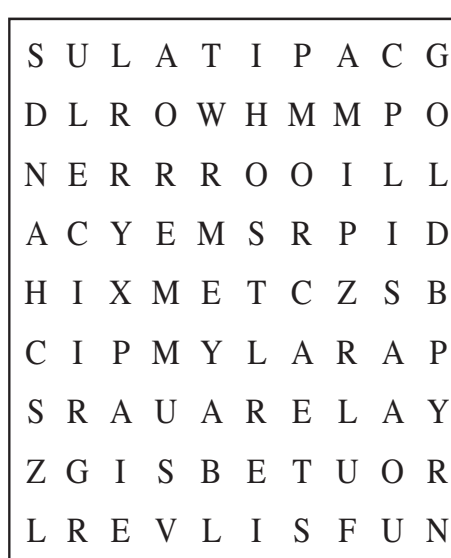 S U L A T I P A C G
D L R O W H M M P O
N E R R R O O I L L
A C Y E M S R P I D
H I X M E T C Z S B
C I P M Y L A R A P
S R A U A R E L A Y
Z G I S B E T U O R
L R E V L I S F U N